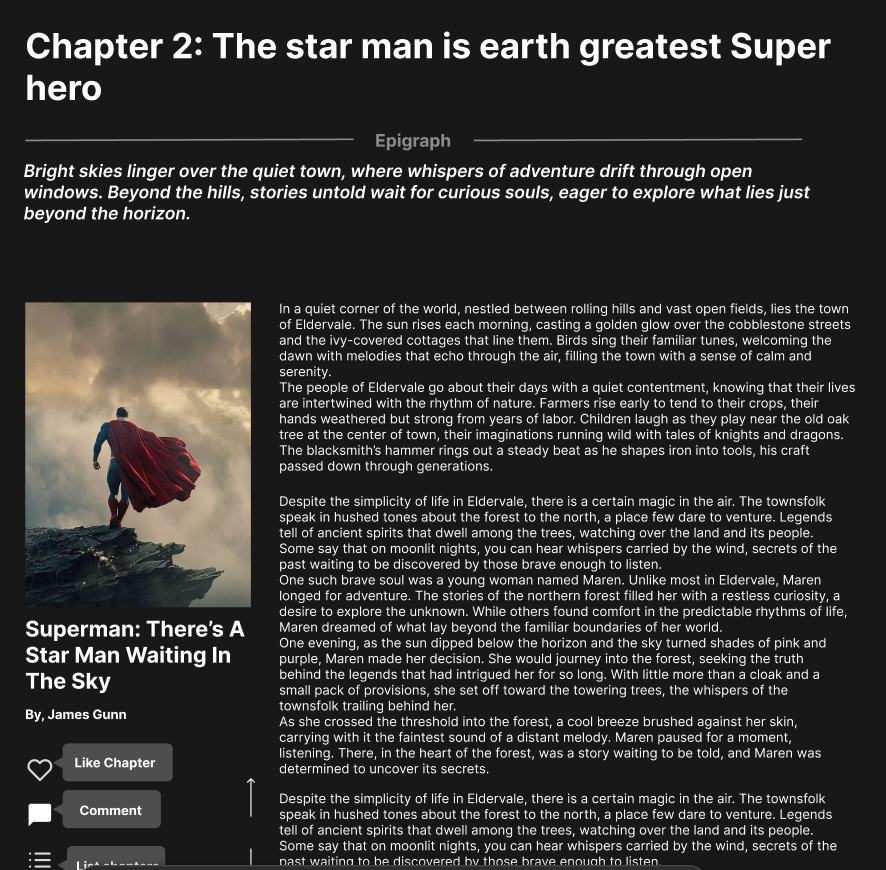 Chapter 2: The star man is earth greatest Super
hero
Epigraph
Bright skies linger over the quiet town, where whispers of adventure drift through open
windows. Beyond the hills, stories untold wait for curious souls, eager to explore what lies just
beyond the horizon.
In a quiet corner of the world, nestled between rolling hills and vast open fields, lies the town
of Eldervale. The sun rises each morning, casting a golden glow over the cobblestone streets
and the ivy-covered cottages that line them. Birds sing their familiar tunes, welcoming the
dawn with melodies that echo through the air, filling the town with a sense of calm and
serenity.
The people of Eldervale go about their days with a quiet contentment, knowing that their lives
are intertwined with the rhythm of nature. Farmers rise early to tend to their crops, their
hands weathered but strong from years of labor. Children laugh as they play near the old oak
tree at the center of town, their imaginations running wild with tales of knights and dragons.
The blacksmith's hammer rings out a steady beat as he shapes iron into tools, his craft
passed down through generations.
Despite the simplicity of life in Eldervale, there is a certain magic in the air. The townsfolk
speak in hushed tones about the forest to the north, a place few dare to venture. Legends
tell of ancient spirits that dwell among the trees, watching over the land and its people.
Some say that on moonlit nights, you can hear whispers carried by the wind, secrets of the
past waiting to be discovered by those brave enough to listen.
One such brave soul was a young woman named Maren. Unlike most in Eldervale, Maren
longed for adventure. The stories of the northern forest filled her with a restless curiosity, a
desire to explore the unknown. While others found comfort in the predictable rhythms of life,
Maren dreamed of what lay beyond the familiar boundaries of her world.
One evening, as the sun dipped below the horizon and the sky turned shades of pink and
purple, Maren made her decision. She would journey into the forest, seeking the truth
behind the legends that had intrigued her for so long. With little more than a cloak and a
small pack of provisions, she set off toward the towering trees, the whispers of the
townsfolk trailing behind her.
As she crossed the threshold into the forest, a cool breeze brushed against her skin,
carrying with it the faintest sound of a distant melody. Maren paused for a moment,
listening. There, in the heart of the forest, was a story waiting to be told, and Maren was
determined to uncover its secrets.
Despite the simplicity of life in Eldervale, there is a certain magic in the air. The townsfolk
speak in hushed tones about the forest to the north, a place few dare to venture. Legends
tell of ancient spirits that dwell among the trees, watching over the land and its people.
Some say that on moonlit nights, you can hear whispers carried by the wind, secrets of the
past waiting to be discovered by those brave enough to listen.
Superman: There's A
Star Man Waiting In
The Sky
By, James Gunn
Like Chapter
Comment
List chapters